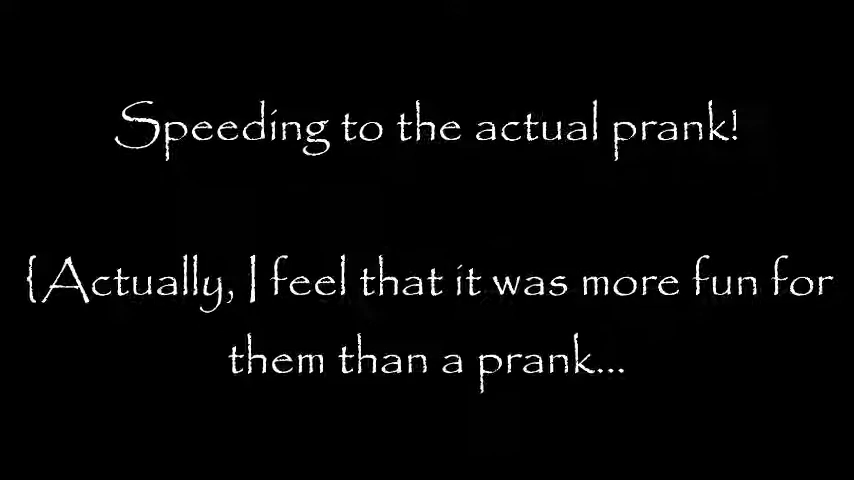 Speeding to the actual prank!
{Actually, I feel that it was more fun for
them than a prank...